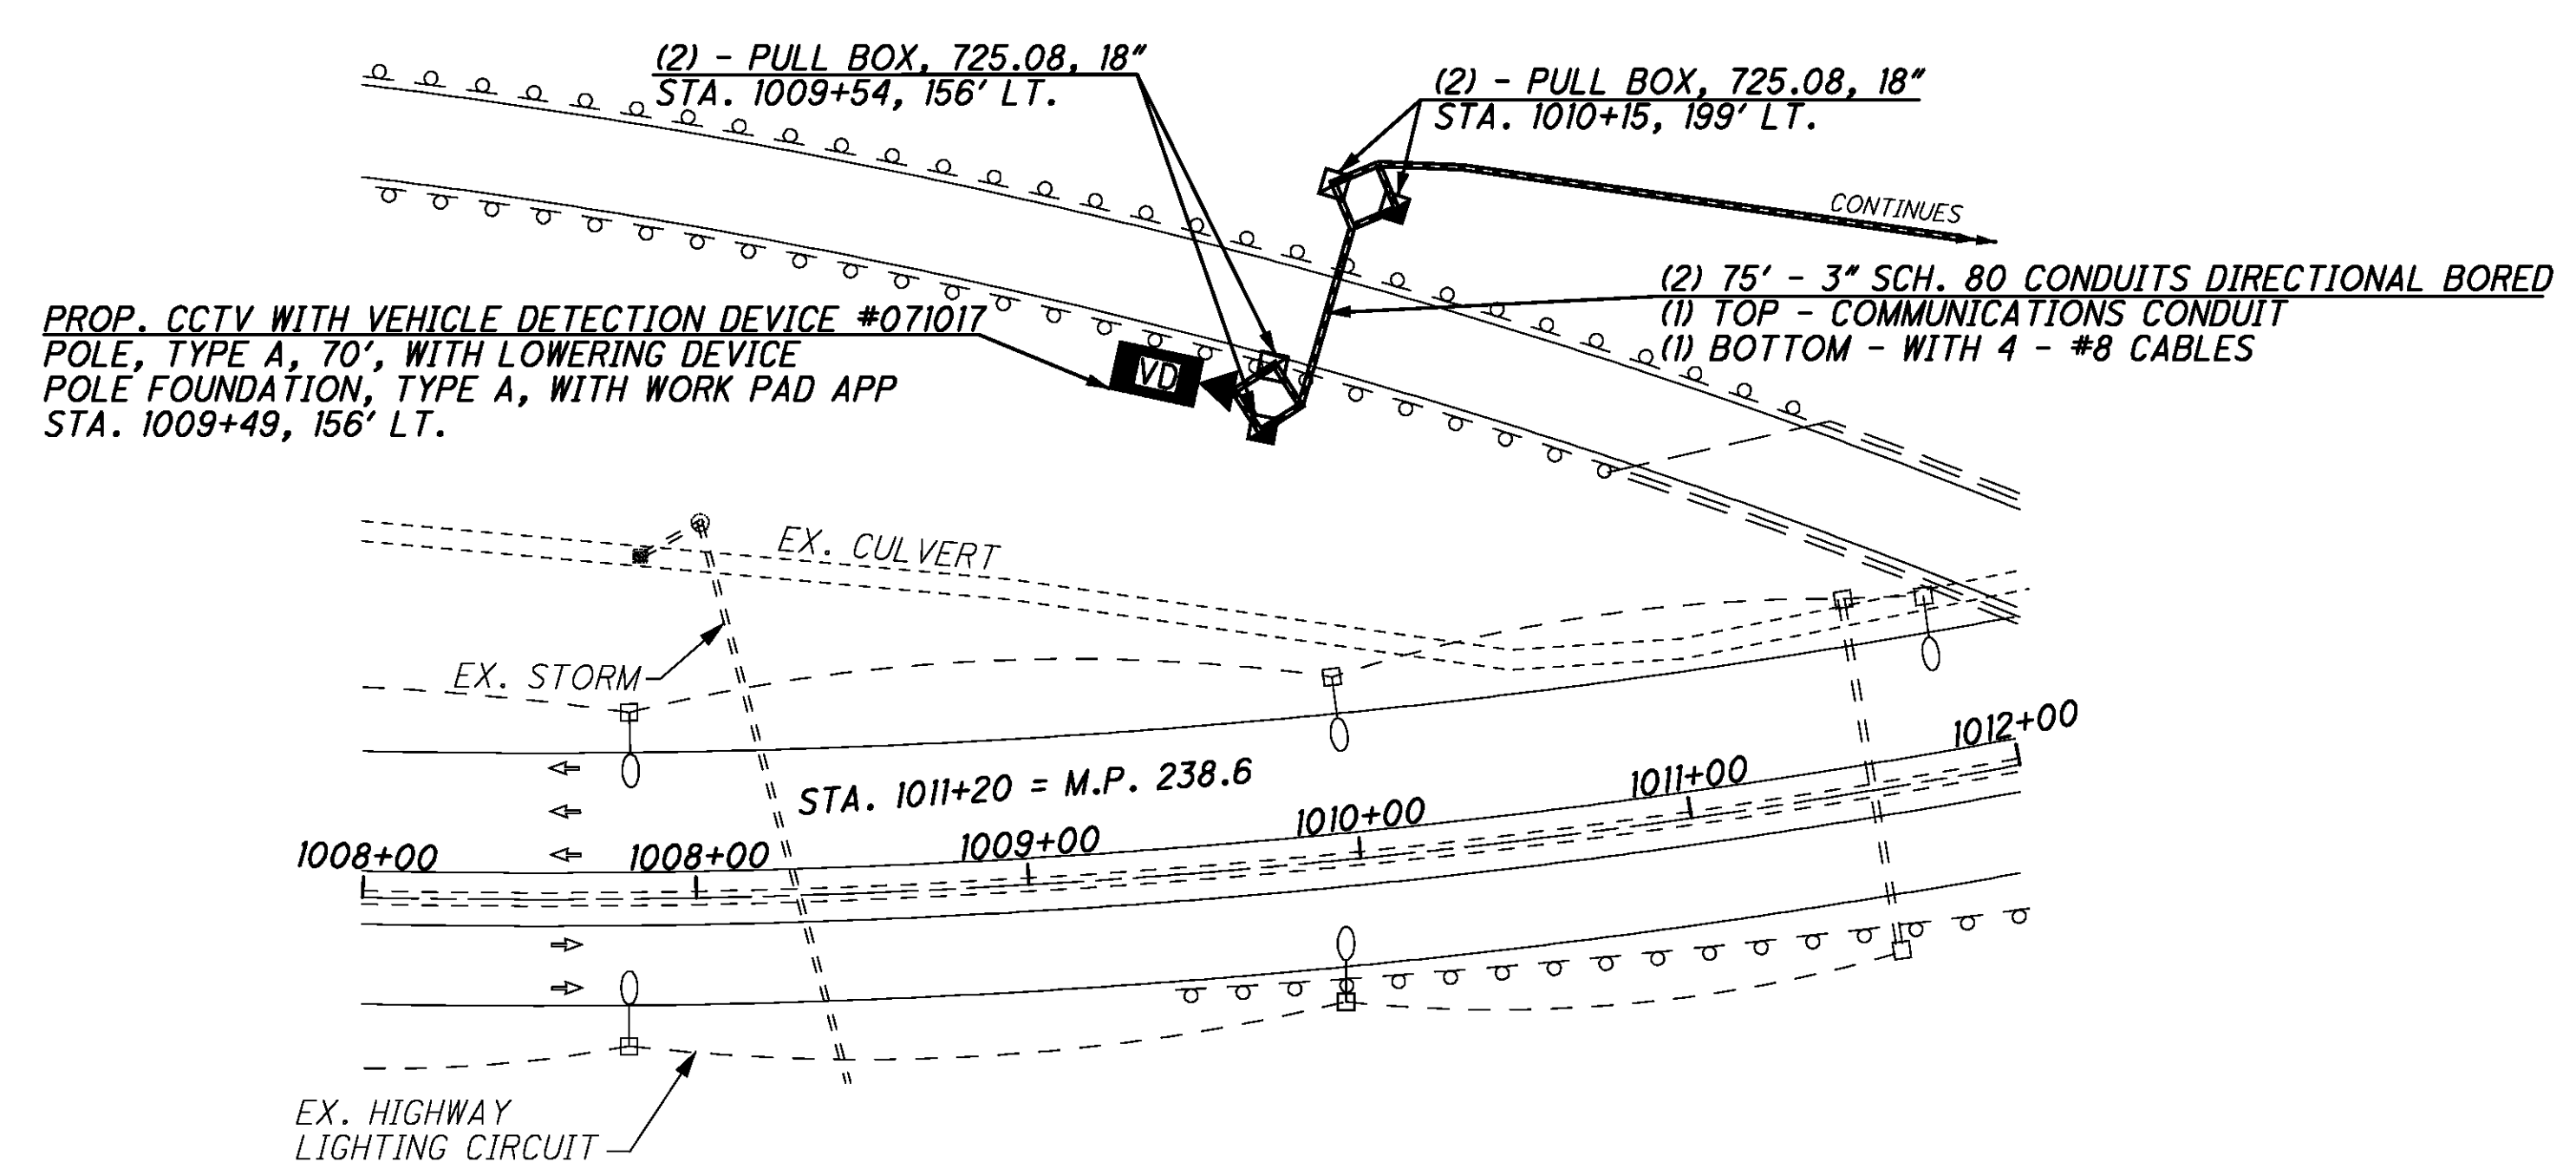 (2) - PULL BOX, 725.08, 18"
STA. 1009+54, 156' LT.
(2) - PULL BOX, 725.08, 18"
STA. 1010+15, 199' LT.
CONTINUES
(2) 75' - 3" SCH. 80 CONDUITS DIRECTIONAL BORED
(1) TOP - COMMUNICATIONS CONDUIT
(1) BOTTOM - WITH 4 - #8 CABLES
PROP. CCTV WITH VEHICLE DETECTION DEVICE #071017
POLE, TYPE A, 70', WITH LOWERING DEVICE
POLE FOUNDATION, TYPE A, WITH WORK PAD APP
STA. 1009+49, 156' LT.
VD
EX. CULVERT
EX. STORM
STA. 1011+20 = M.P. 238.6
1008+00
1008+00
1009+00
1010+00
1011+00
1012+00
EX. HIGHWAY
LIGHTING CIRCUIT